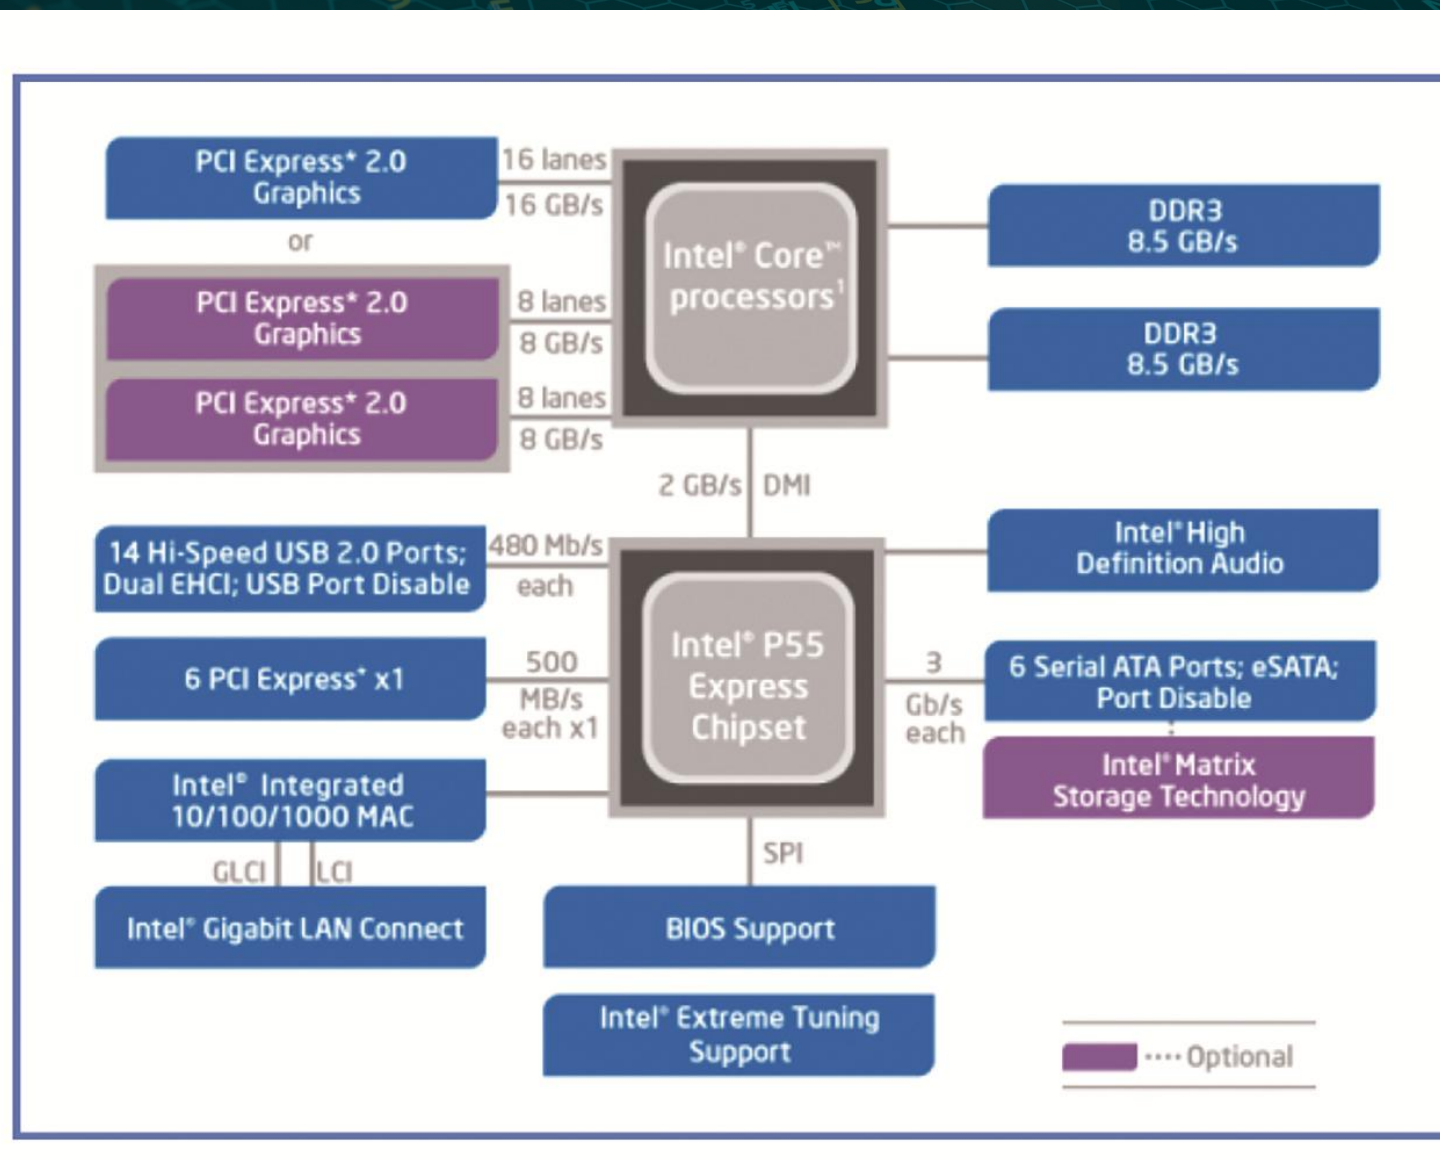 PCI Express* 2.0
Graphics
16 lanes
16 GB/s
or
PCI Express* 2.0
Graphics
8 lanes
8 GB/s
PCI Express* 2.0
Graphics
8 lanes
8 GB/s
Intel® Core™
processors¹
DDR3
8.5 GB/s
DDR3
8.5 GB/s
2 GB/s DMI
14 Hi-Speed USB 2.0 Ports;
Dual EHCI; USB Port Disable
480 Mb/s
each
6 PCI Express* x1
500
MB/s
each x1
Intel® Integrated
10/100/1000 MAC
GLCI LCI
Intel® Gigabit LAN Connect
Intel® P55
Express
Chipset
Intel® High
Definition Audio
3
Gb/s
each
6 Serial ATA Ports; eSATA;
Port Disable
Intel® Matrix
Storage Technology
SPI
BIOS Support
Intel® Extreme Tuning
Support
Optional